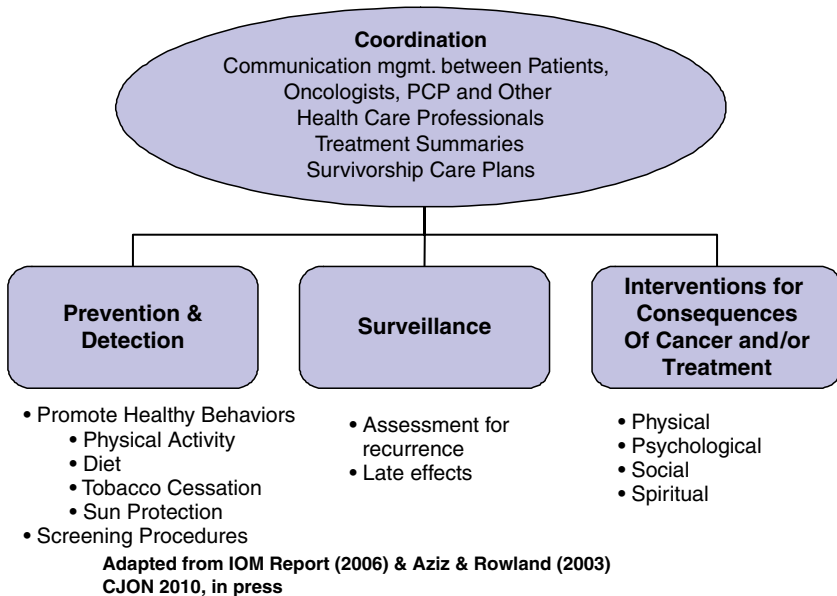 Coordination
Communication mgmt. between Patients,
Oncologists, PCP and Other
Health Care Professionals
Treatment Summaries
Survivorship Care Plans
Prevention &
Detection
• Promote Healthy Behaviors
• Physical Activity
• Diet
• Tobacco Cessation
• Sun Protection
• Screening Procedures
Surveillance
• Assessment for
recurrence
• Late effects
Interventions for
Consequences
Of Cancer and/or
Treatment
• Physical
• Psychological
• Social
• Spiritual
Adapted from IOM Report (2006) & Aziz & Rowland (2003)
CJON 2010, in press